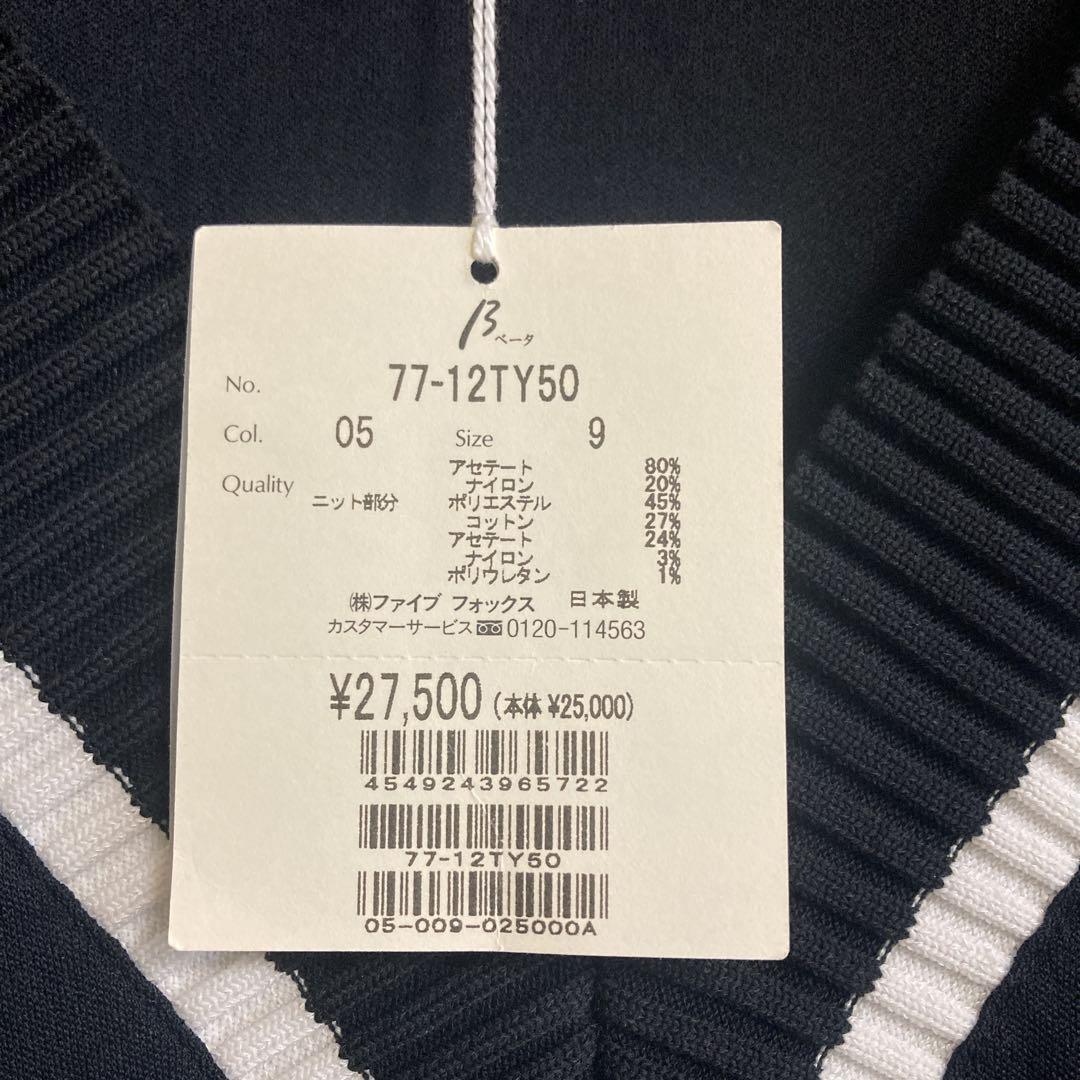 β ベータ
No. 77-12TY50
Col. 05 Size 9
Quality アセテート 80%
ナイロン 20%
ニット部分 ポリエステル 45%
コットン 27%
アセテート 24%
ナイロン 3%
ポリウレタン 1%
㈱ファイブ フォックス 日本製
カスタマーサービス 0120-114563
¥27,500 (本体 ¥25,000)
4549243965722
77-12TY50
05-009-025000A